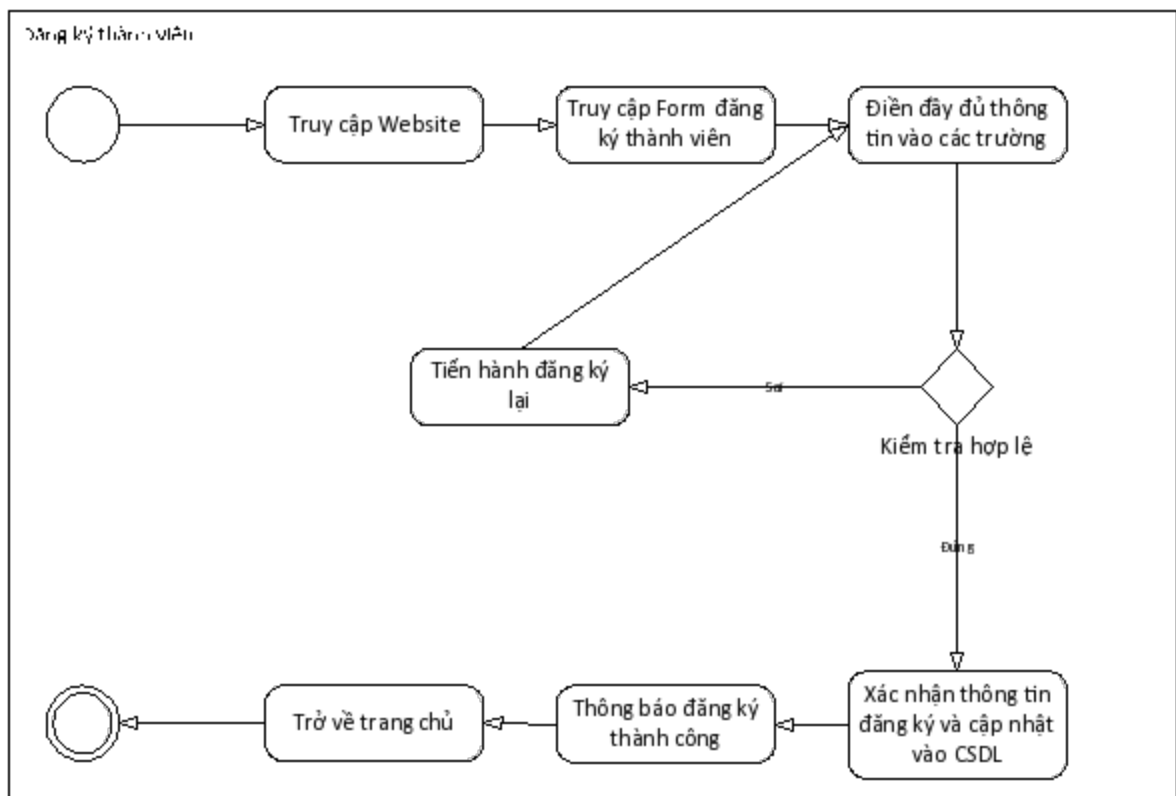 Đăng ký thành viên
Truy cập Website
Truy cập Form đăng
ký thành viên
Điền đầy đủ thông
tin vào các trường
Tiến hành đăng ký
lại
Sai
Kiểm tra hợp lệ
Đúng
Trở về trang chủ
Thông báo đăng ký
thành công
Xác nhận thông tin
đăng ký và cập nhật
vào CSDL